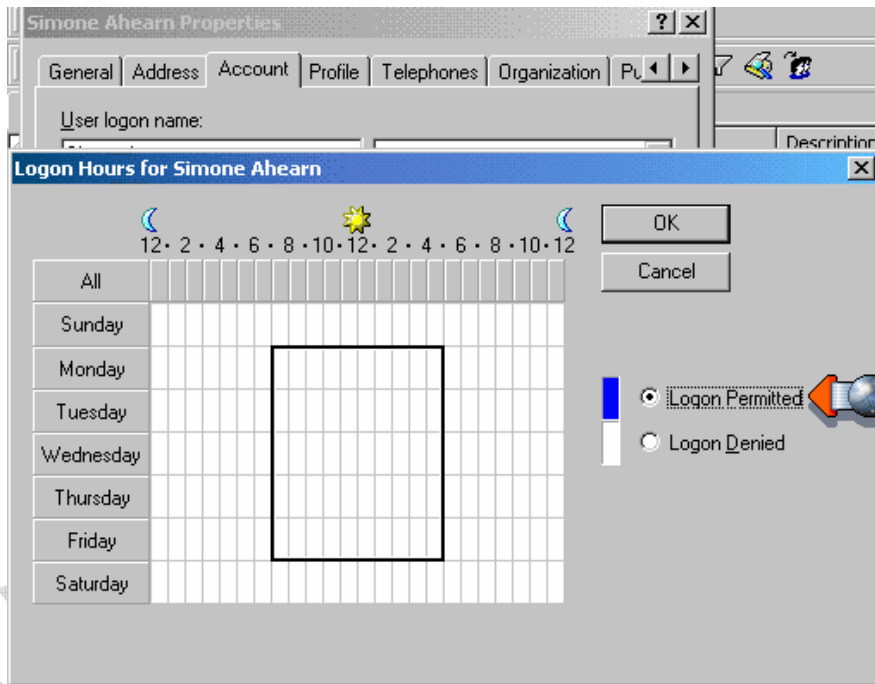 Simone Ahearn Properties
General Address Account Profile Telephones Organization
User logon name:
Description
Logon Hours for Simone Ahearn
12 · 2 · 4 · 6 · 8 · 10 · 12 · 2 · 4 · 6 · 8 · 10 · 12
OK
Cancel
All
Sunday
Monday
Tuesday
Wednesday
Thursday
Friday
Saturday
Logon Permitted
Logon Denied